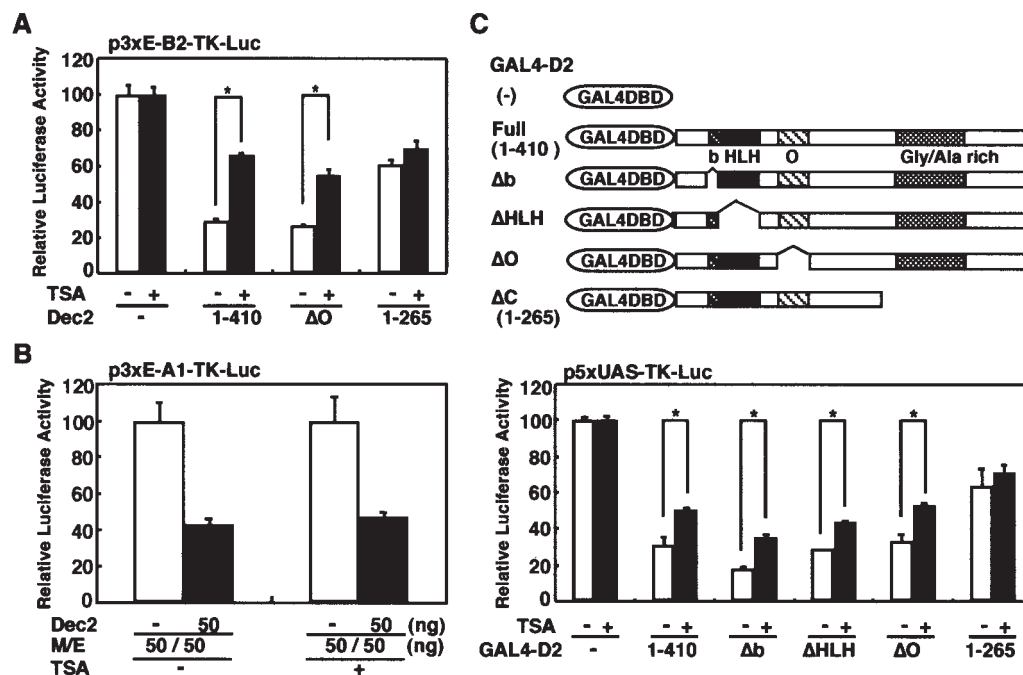 A
p3xE-B2-TK-Luc
Relative Luciferase Activity
120
100
80
60
40
20
0
* *
TSA - + - + - + - +
Dec2 - 1-410 ΔO 1-265
B
p3xE-A1-TK-Luc
Relative Luciferase Activity
120
100
80
60
40
20
0
Dec2 - 50 - 50 (ng)
M/E 50 / 50 50 / 50 (ng)
TSA - +
C
GAL4-D2
(-) GAL4DBD
Full (1-410) GAL4DBD
b HLH O Gly/Ala rich
Δb GAL4DBD
ΔHLH GAL4DBD
ΔO GAL4DBD
ΔC (1-265) GAL4DBD
p5xUAS-TK-Luc
Relative Luciferase Activity
120
100
80
60
40
20
0
* * * *
TSA - + - + - + - + - + - +
GAL4-D2 - 1-410 Δb ΔHLH ΔO 1-265